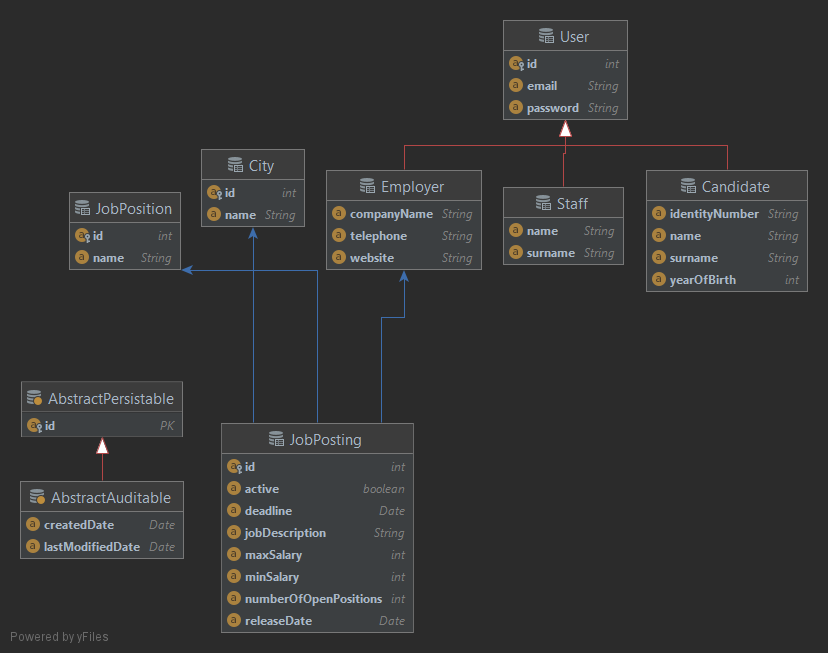 User
id int
email String
password String
City
id int
name String
JobPosition
id int
name String
Employer
companyName String
telephone String
website String
Staff
name String
surname String
Candidate
identityNumber String
name String
surname String
yearOfBirth int
AbstractPersistable
id PK
AbstractAuditable
createdDate Date
lastModifiedDate Date
JobPosting
id int
active boolean
deadline Date
jobDescription String
maxSalary int
minSalary int
numberOfOpenPositions int
releaseDate Date
Powered by yFiles